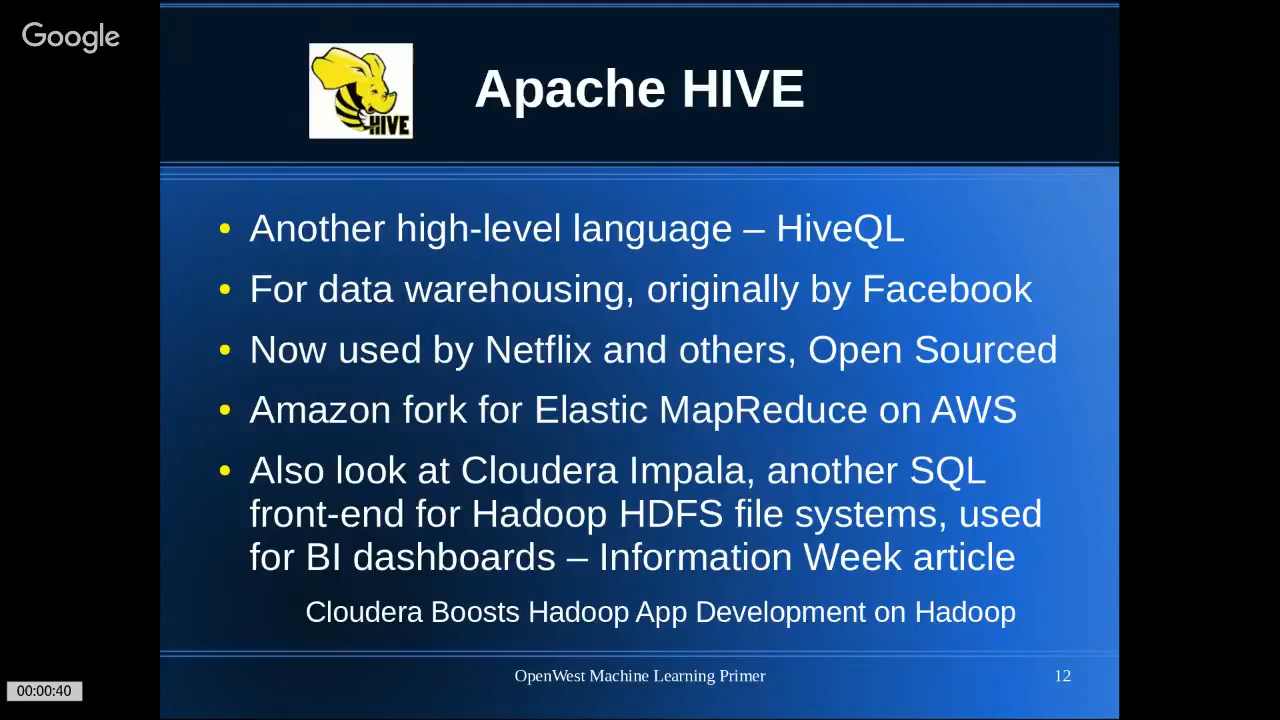 Google
HIVE
Apache HIVE
Another high-level language – HiveQL
For data warehousing, originally by Facebook
Now used by Netflix and others, Open Sourced
Amazon fork for Elastic MapReduce on AWS
Also look at Cloudera Impala, another SQL
front-end for Hadoop HDFS file systems, used
for BI dashboards – Information Week article
Cloudera Boosts Hadoop App Development on Hadoop
OpenWest Machine Learning Primer
12
00:00:40